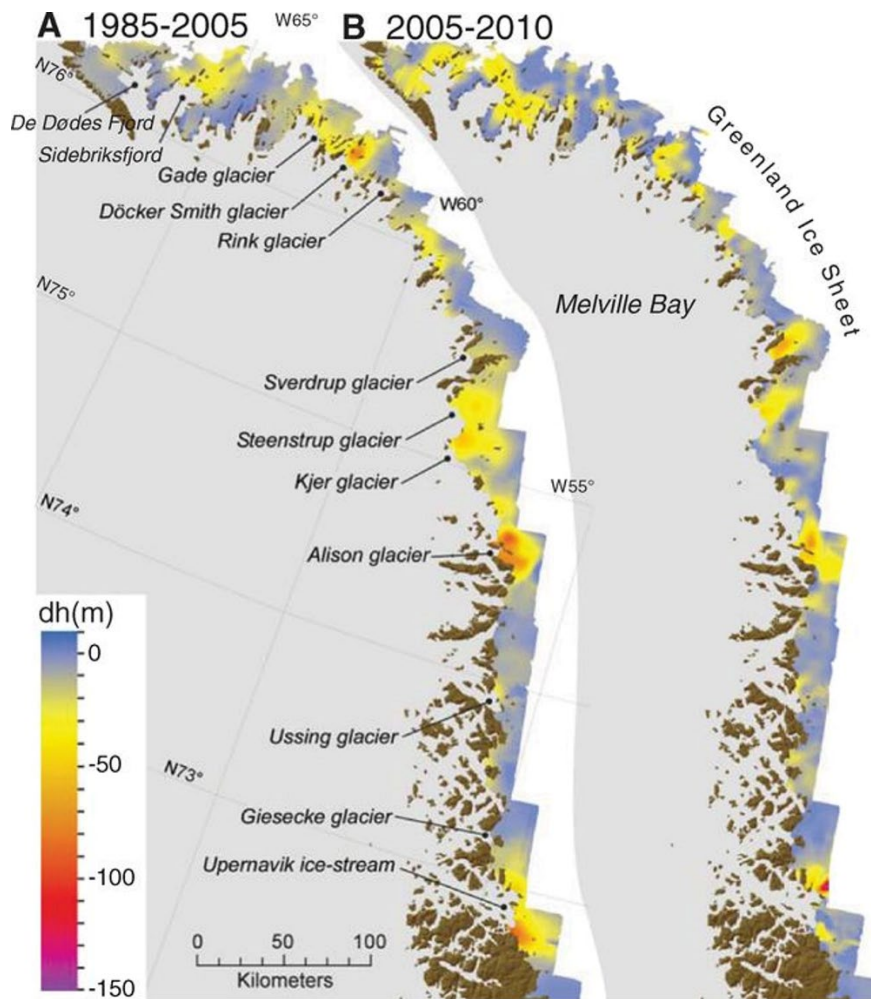 A 1985-2005
W65°
B 2005-2010
N76°
De Dødes Fjord
Sidebriksfjord
Gade glacier
Döcker Smith glacier
Rink glacier
W60°
Greenland Ice Sheet
N75°
Melville Bay
Sverdrup glacier
Steenstrup glacier
Kjer glacier
W55°
N74°
Alison glacier
dh(m)
0
-50
-100
-150
Ussing glacier
N73°
Giesecke glacier
Upernavik ice-stream
0 50 100
Kilometers